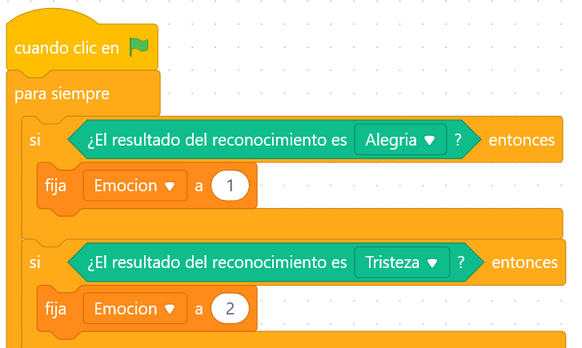 cuando clic en
para siempre
si ¿El resultado del reconocimiento es Alegria ? entonces
fija Emocion a 1
si ¿El resultado del reconocimiento es Tristeza ? entonces
fija Emocion a 2